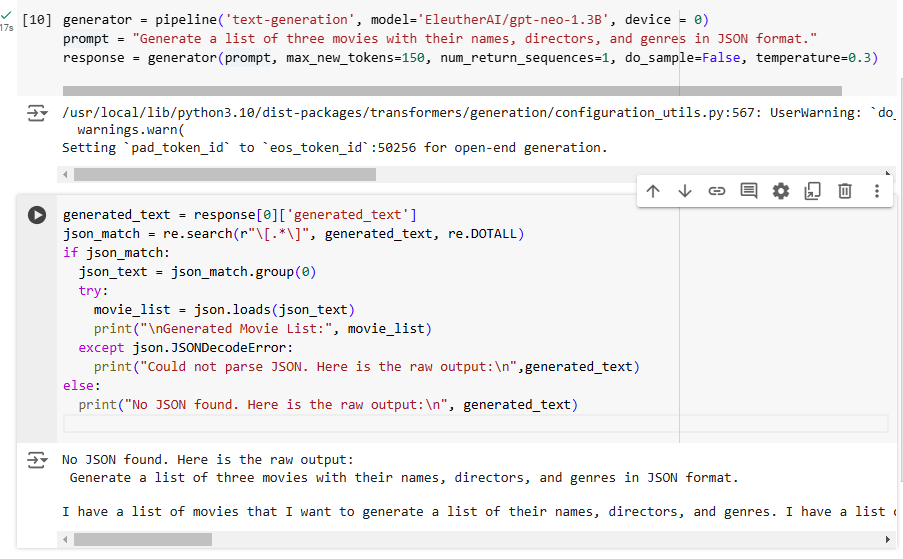 17s
[10] generator = pipeline('text-generation', model='EleutherAI/gpt-neo-1.3B', device = 0)
prompt = "Generate a list of three movies with their names, directors, and genres in JSON format."
response = generator(prompt, max_new_tokens=150, num_return_sequences=1, do_sample=False, temperature=0.3)
/usr/local/lib/python3.10/dist-packages/transformers/generation/configuration_utils.py:567: UserWarning: `do_
warnings.warn(
Setting `pad_token_id` to `eos_token_id`:50256 for open-end generation.
generated_text = response[0]['generated_text']
json_match = re.search(r"\[.*\]", generated_text, re.DOTALL)
if json_match:
  json_text = json_match.group(0)
  try:
    movie_list = json.loads(json_text)
    print("\nGenerated Movie List:", movie_list)
  except json.JSONDecodeError:
    print("Could not parse JSON. Here is the raw output:\n",generated_text)
else:
  print("No JSON found. Here is the raw output:\n", generated_text)
No JSON found. Here is the raw output:
 Generate a list of three movies with their names, directors, and genres in JSON format.
I have a list of movies that I want to generate a list of their names, directors, and genres. I have a list